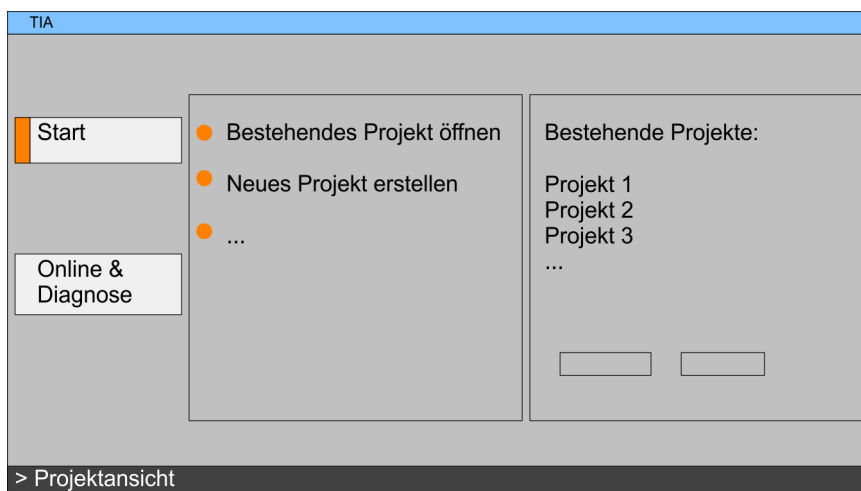 TIA
Start
Online &
Diagnose
Bestehendes Projekt öffnen
Neues Projekt erstellen
...
Bestehende Projekte:
Projekt 1
Projekt 2
Projekt 3
...
> Projektansicht